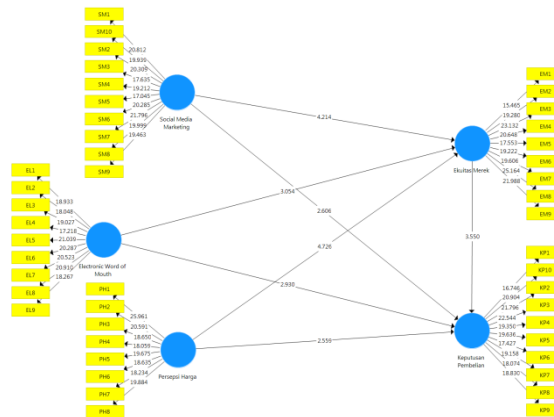 SM1
SM10
SM2
SM3
SM4
SM5
SM6
SM7
SM8
SM9
20.812
19.939
20.309
17.635
19.212
17.045
20.285
21.796
19.999
19.463
Social Media
Marketing
EL1
EL2
EL3
EL4
EL5
EL6
EL7
EL8
EL9
18.933
18.046
19.027
17.218
21.039
20.287
20.523
20.910
18.267
Electronic Word of
Mouth
PH1
PH2
PH3
PH4
PH5
PH6
PH7
PH8
25.961
20.591
18.650
18.059
19.675
18.635
18.234
19.884
Persepsi Harga
4.214
3.054
2.606
4.726
2.930
2.559
3.550
EM1
EM2
EM3
EM4
EM5
EM6
EM7
EM8
EM9
15.465
19.280
23.132
20.646
17.553
19.222
19.606
25.164
21.988
Ekuitas Merek
KP1
KP10
KP2
KP3
KP4
KP5
KP6
KP7
KP8
KP9
18.746
20.904
21.796
22.544
19.350
19.636
17.427
19.158
18.074
18.830
Keputusan
Pembelian